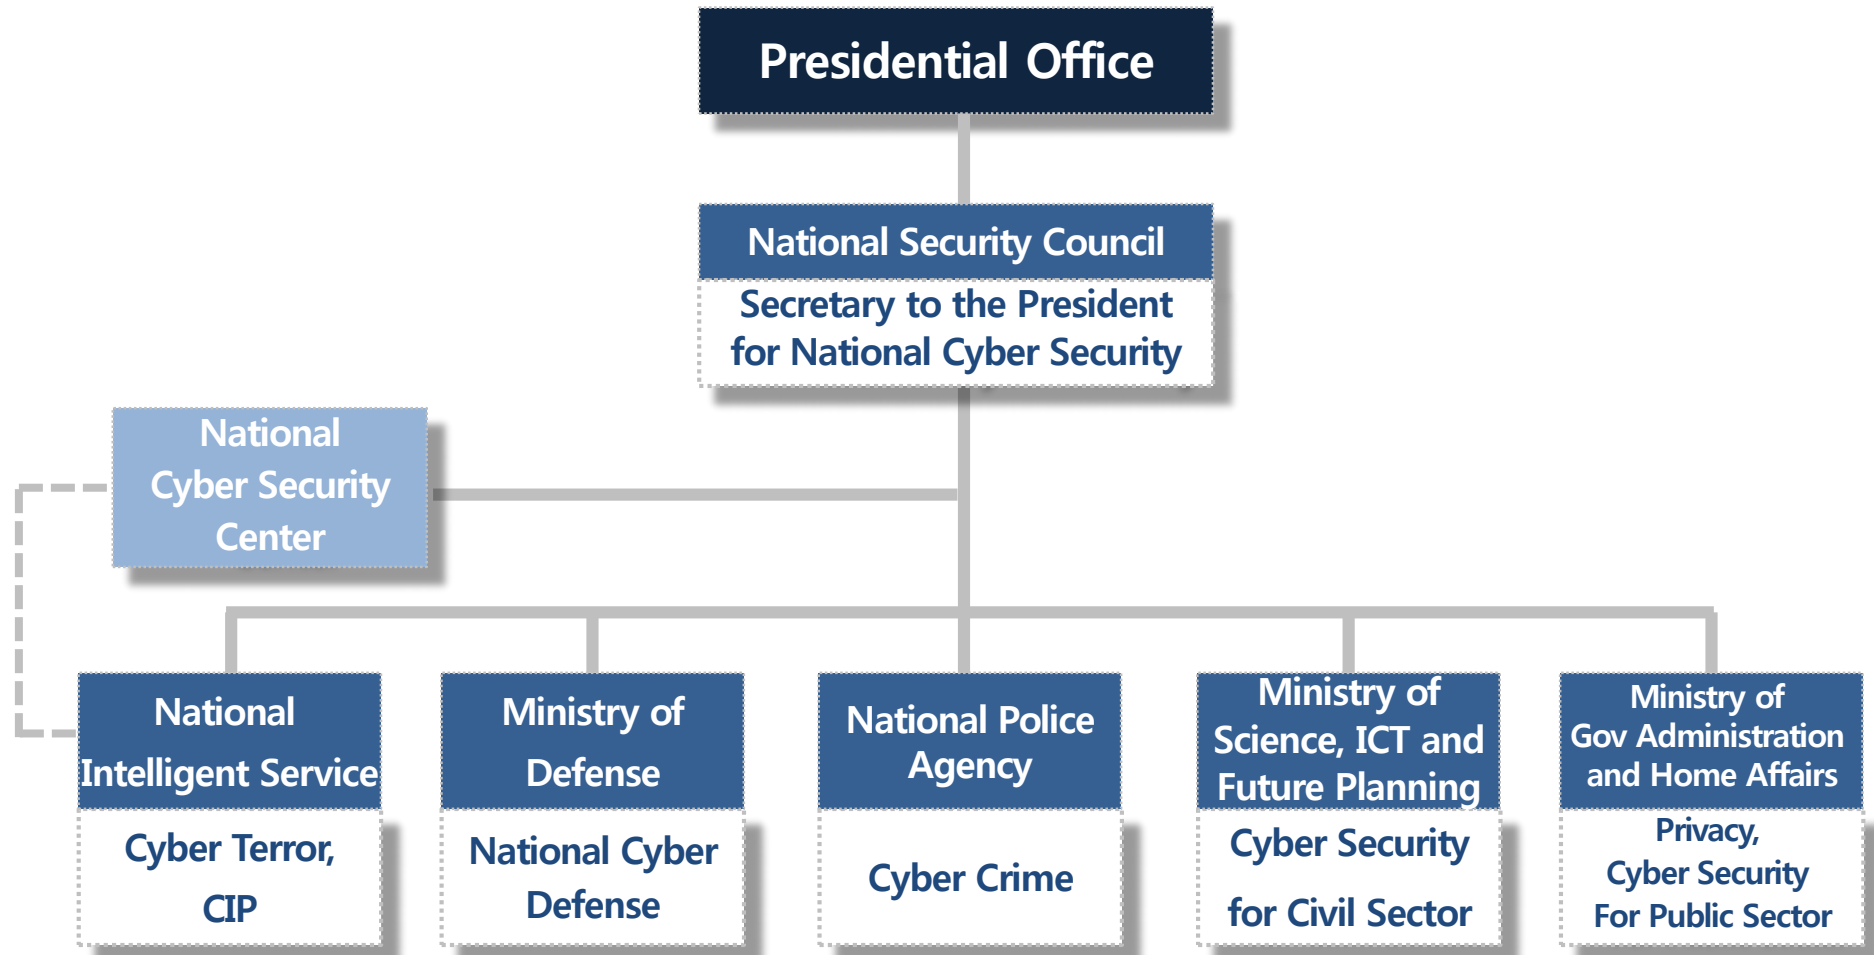 Presidential Office
National Security Council
Secretary to the President
for National Cyber Security
National
Cyber Security
Center
National
Intelligent Service
Cyber Terror,
CIP
Ministry of
Defense
National Cyber
Defense
National Police
Agency
Cyber Crime
Ministry of
Science, ICT and
Future Planning
Cyber Security
for Civil Sector
Ministry of
Gov Administration
and Home Affairs
Privacy,
Cyber Security
For Public Sector